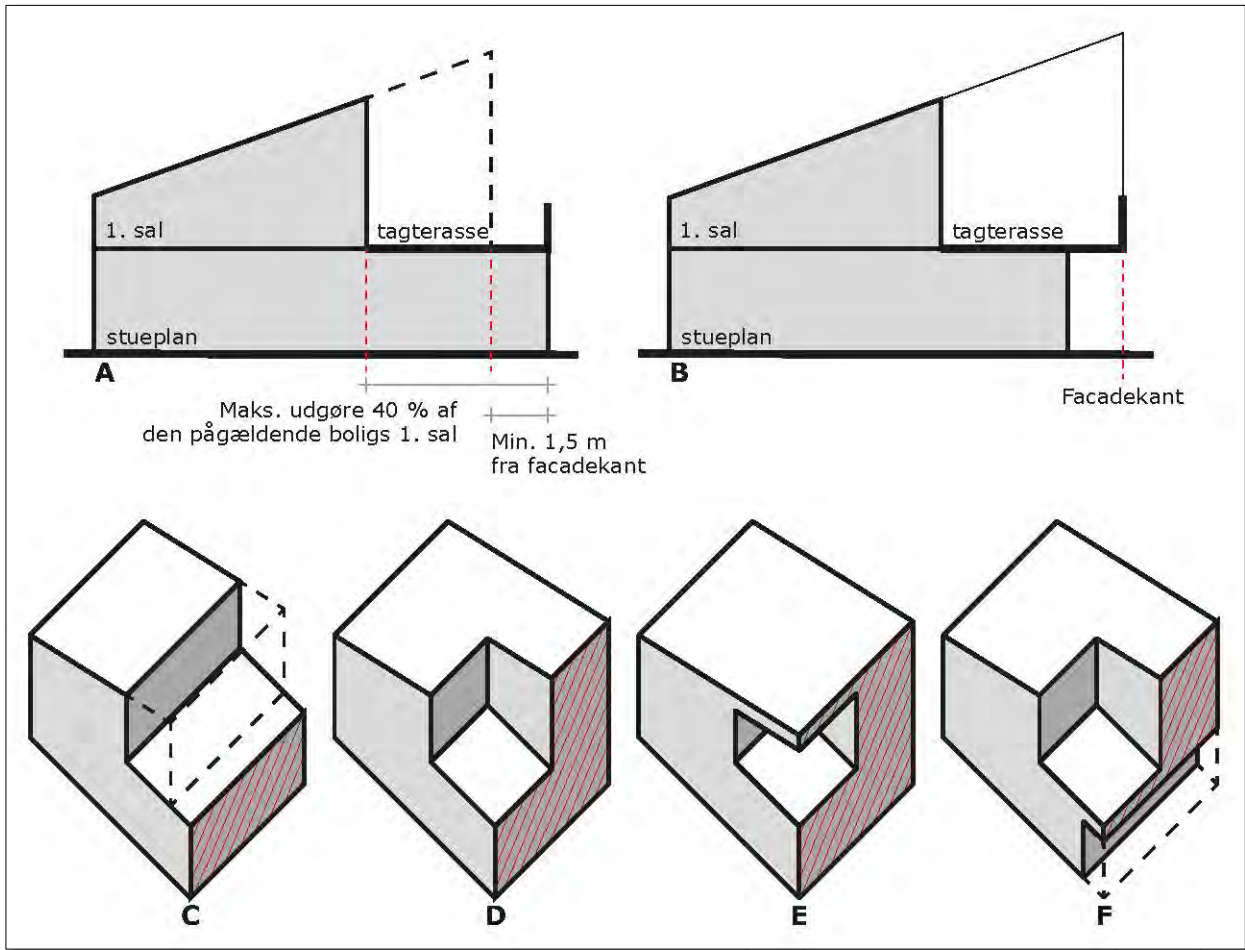 1. sal
tagterasse
stueplan
A
Maks. udgøre 40 % af
den pågældende boligs 1. sal
Min. 1,5 m
fra facadekant
1. sal
tagterasse
stueplan
B
Facadekant
C
D
E
F